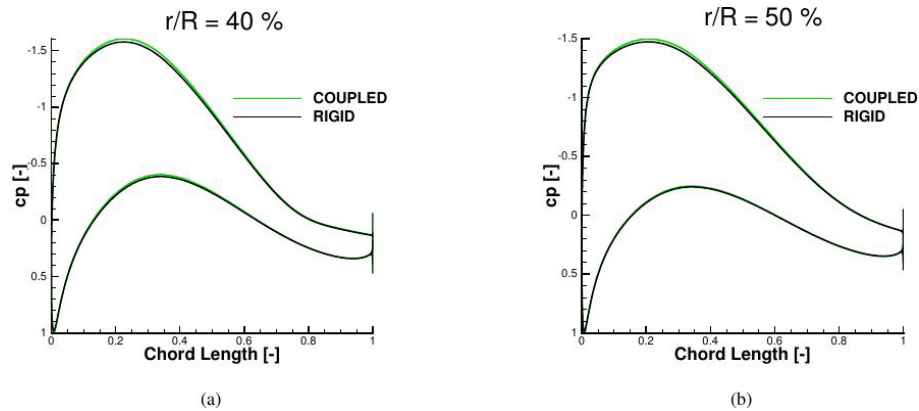 r/R = 40 %
-1.5
-1
-0.5
0
0.5
1
cp [-]
COUPLED
RIGID
0
0.2
0.4
0.6
0.8
1
Chord Length [-]
(a)
r/R = 50 %
-1.5
-1
-0.5
0
0.5
1
cp [-]
COUPLED
RIGID
0
0.2
0.4
0.6
0.8
1
Chord Length [-]
(b)